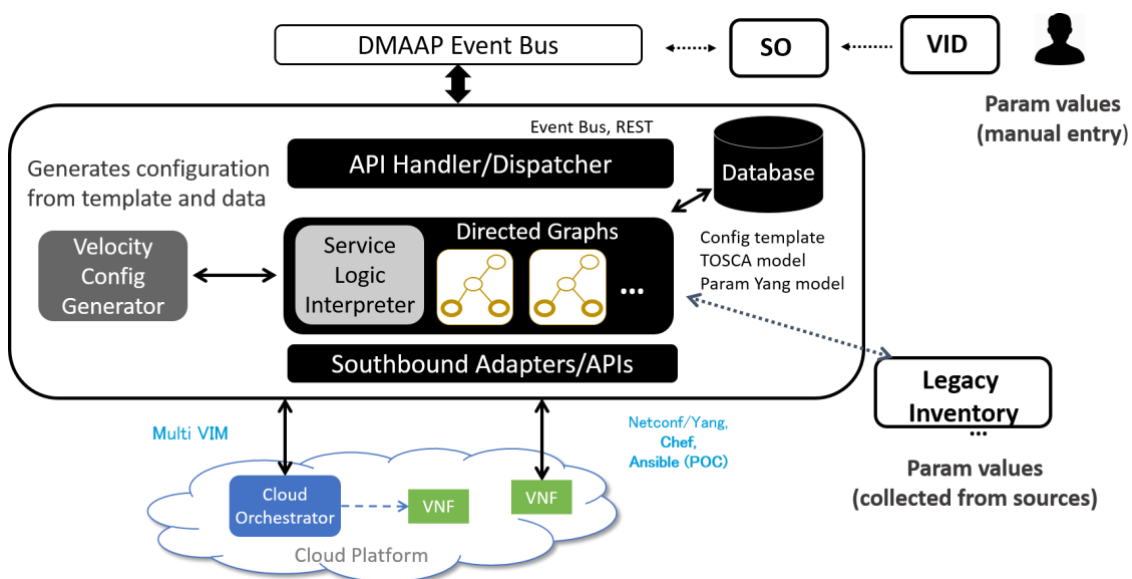 DMAAP Event Bus
SO
VID
Param values
(manual entry)
Event Bus, REST
API Handler/Dispatcher
Database
Generates configuration
from template and data
Velocity
Config
Generator
Service
Logic
Interpreter
Directed Graphs
...
Config template
TOSCA model
Param Yang model
Southbound Adapters/APIs
Legacy
Inventory
...
Param values
(collected from sources)
Multi VIM
Netconf/Yang,
Chef,
Ansible (POC)
Cloud
Orchestrator
VNF
VNF
Cloud Platform